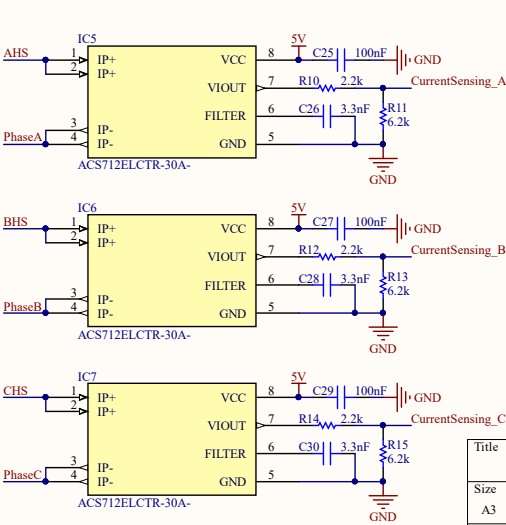 IC5 5V C25 100nF
AHS 1 IP+ VCC 8 GND
2 IP+
VIOUT 7 R10 2.2k CurrentSensing_A
FILTER 6 C26 3.3nF R11
6.2k
3 IP-
PhaseA 4 IP- GND 5
ACS712ELCTR-30A-
GND
IC6 5V C27 100nF
BHS 1 IP+ VCC 8 GND
2 IP+
VIOUT 7 R12 2.2k CurrentSensing_B
FILTER 6 C28 3.3nF R13
6.2k
3 IP-
PhaseB 4 IP- GND 5
ACS712ELCTR-30A-
GND
IC7 5V C29 100nF
CHS 1 IP+ VCC 8 GND
2 IP+
VIOUT 7 R14 2.2k CurrentSensing_C
FILTER 6 C30 3.3nF R15
6.2k
3 IP-
PhaseC 4 IP- GND 5
ACS712ELCTR-30A-
GND
Title
Size
A3